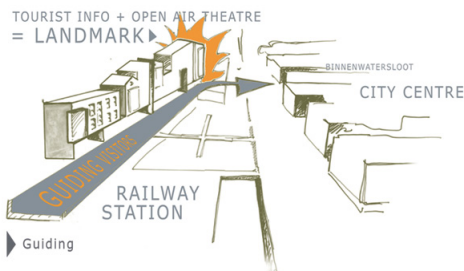 TOURIST INFO + OPEN AIR THEATRE
= LANDMARK
BINNENWATERSLOOT
CITY CENTRE
GUIDING VISITORS
RAILWAY
STATION
Guiding